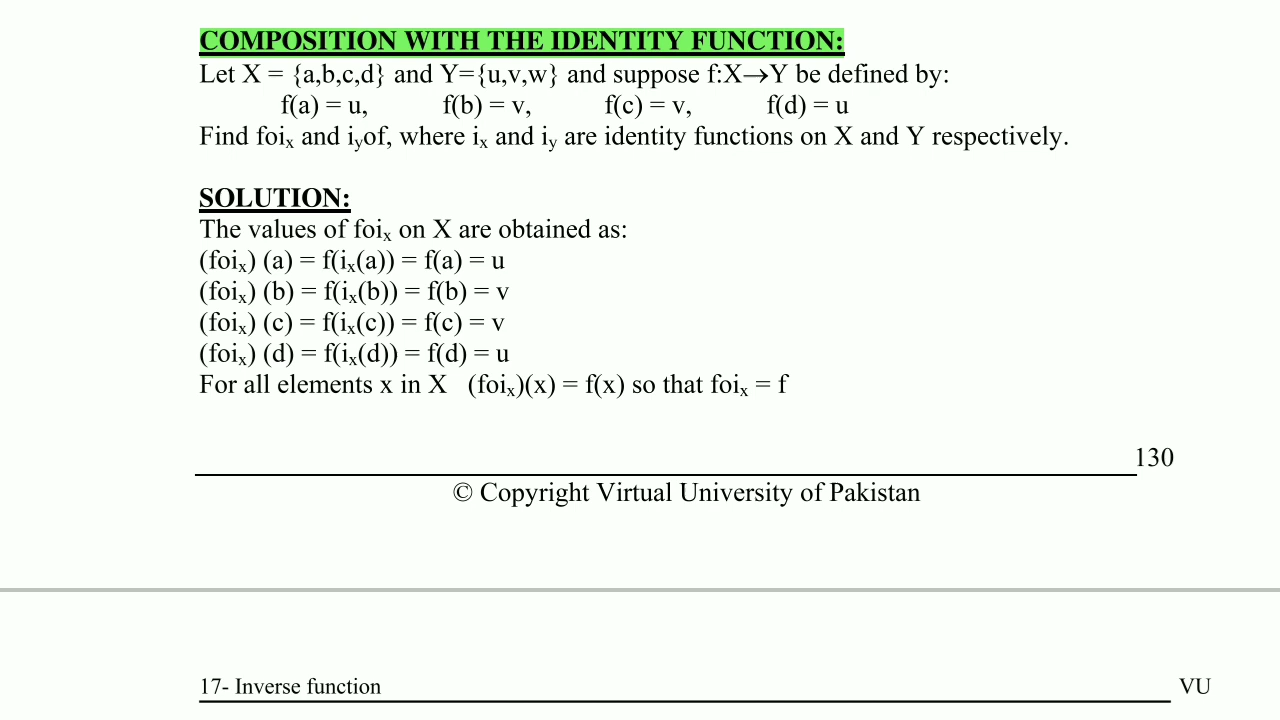 COMPOSITION WITH THE IDENTITY FUNCTION:
Let X = {a,b,c,d} and Y={u,v,w} and suppose f:X→Y be defined by:
f(a) = u, f(b) = v, f(c) = v, f(d) = u
Find foiₓ and iᵧof, where iₓ and iᵧ are identity functions on X and Y respectively.
SOLUTION:
The values of foiₓ on X are obtained as:
(foiₓ) (a) = f(iₓ(a)) = f(a) = u
(foiₓ) (b) = f(iₓ(b)) = f(b) = v
(foiₓ) (c) = f(iₓ(c)) = f(c) = v
(foiₓ) (d) = f(iₓ(d)) = f(d) = u
For all elements x in X (foiₓ)(x) = f(x) so that foiₓ = f
130
© Copyright Virtual University of Pakistan
17- Inverse function VU